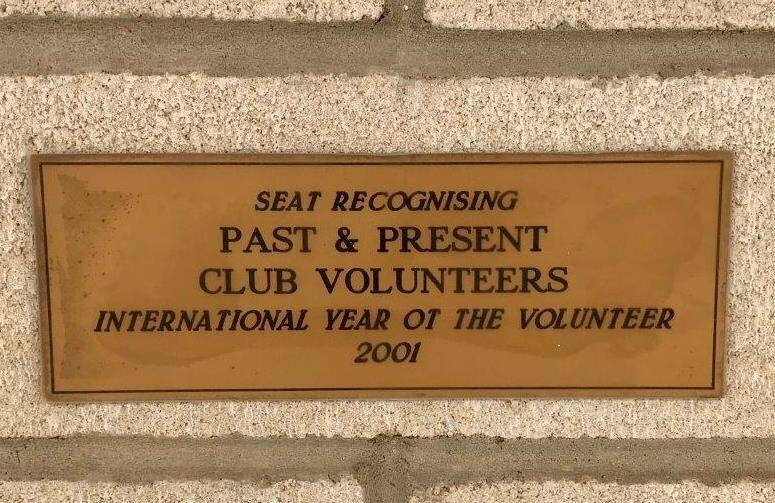 SEAT RECOGNISING
PAST & PRESENT
CLUB VOLUNTEERS
INTERNATIONAL YEAR OT THE VOLUNTEER
2001